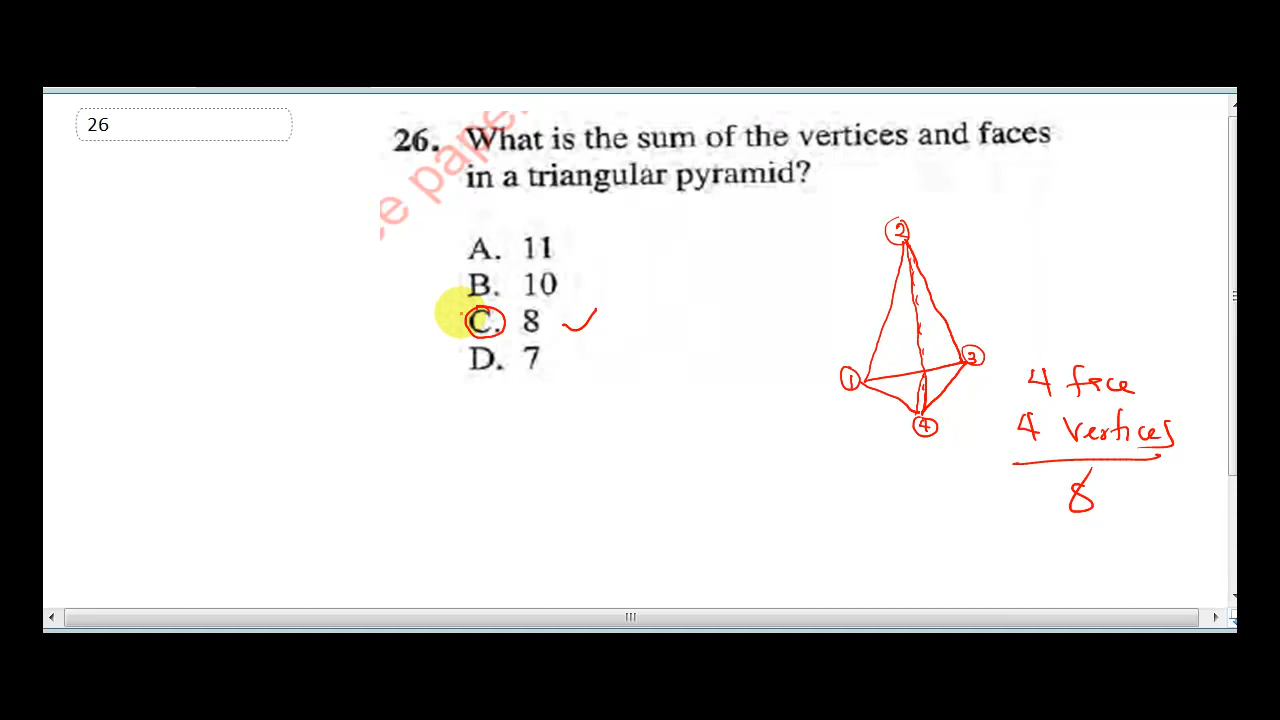 26
26. What is the sum of the vertices and faces
in a triangular pyramid?
A. 11
B. 10
C. 8
D. 7
2
1
3
4
4 face
4 vertices
8
e paper